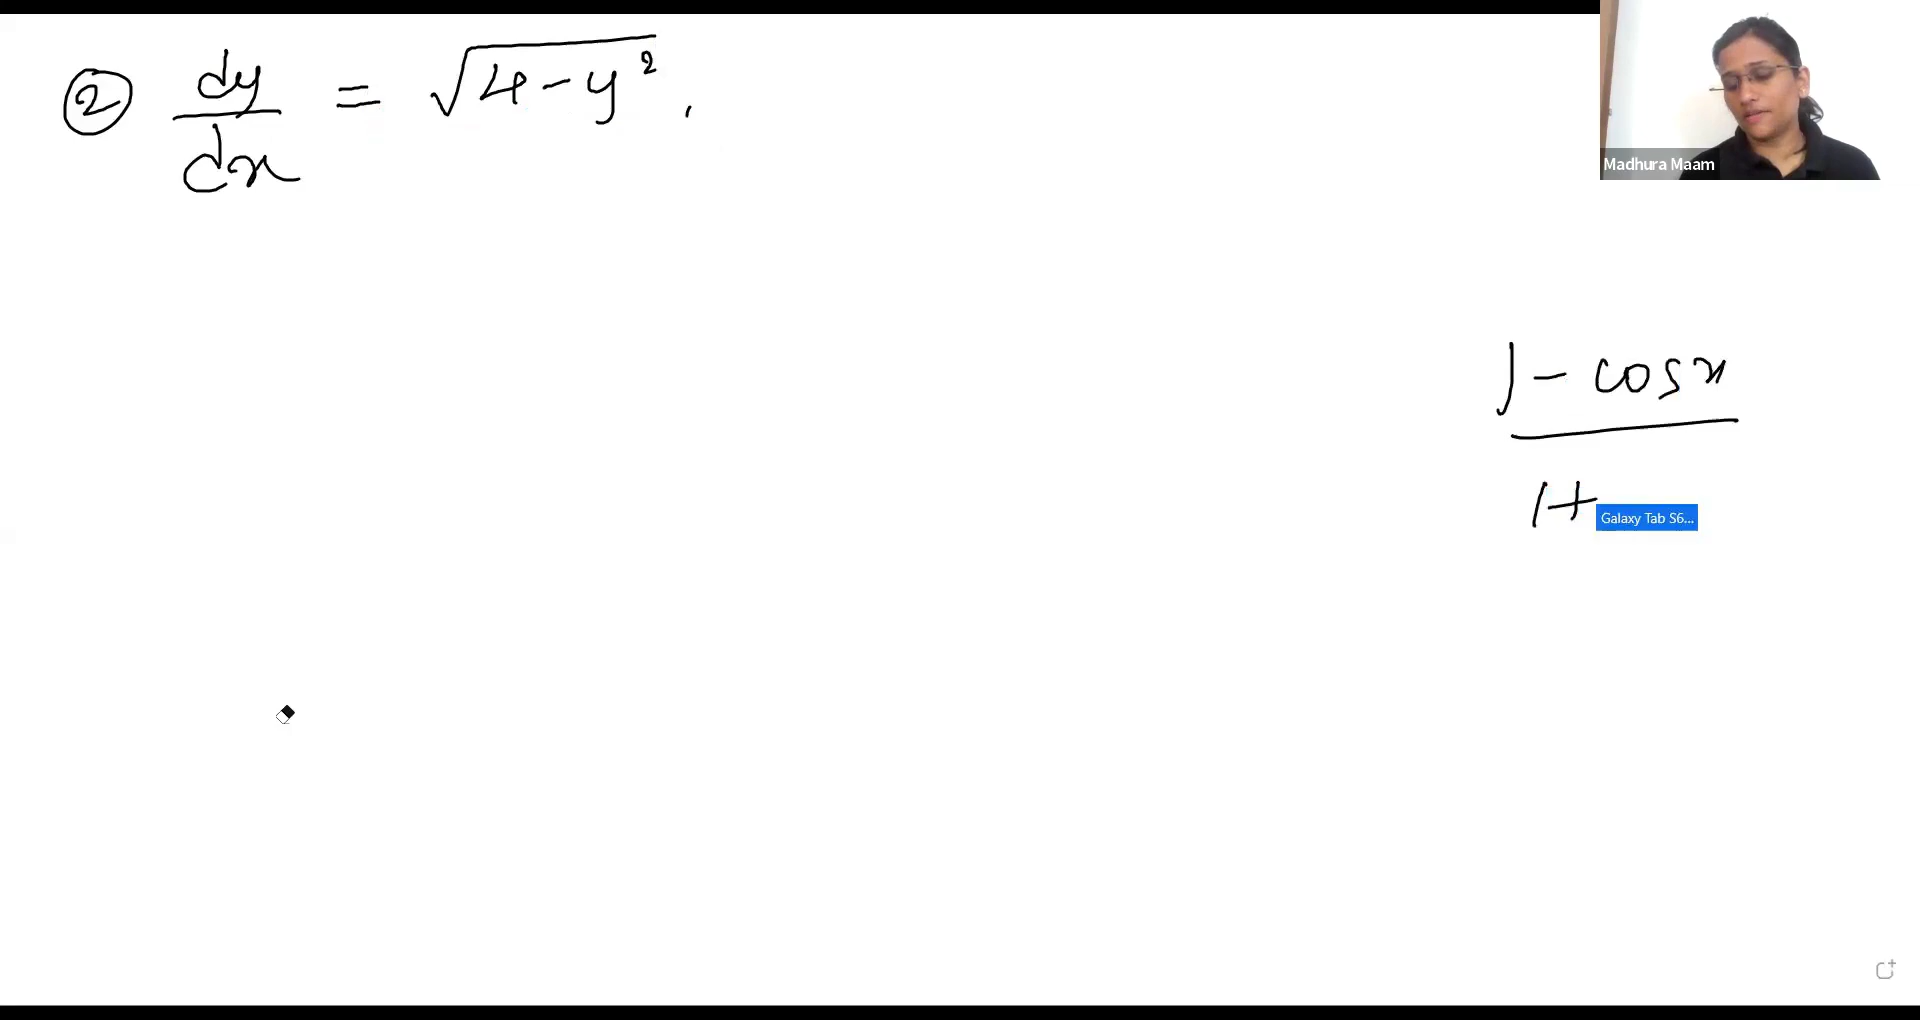 ② dy/dx = √(4 - y²).
Madhura Maam
1 - cos x
1+
Galaxy Tab S6...